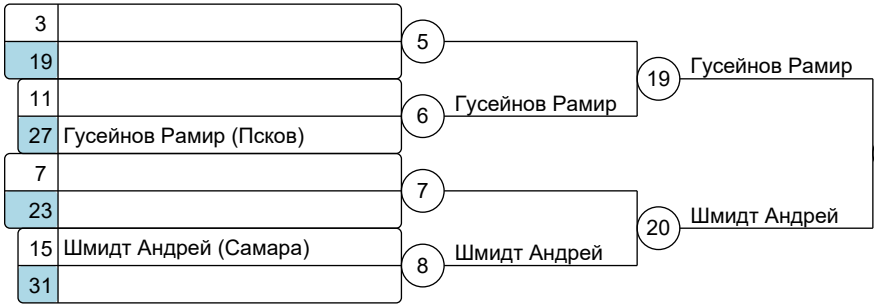 3
19
5
11
27 Гусейнов Рамир (Псков)
6
Гусейнов Рамир
19
Гусейнов Рамир
7
23
7
15 Шмидт Андрей (Самара)
31
8
Шмидт Андрей
20
Шмидт Андрей